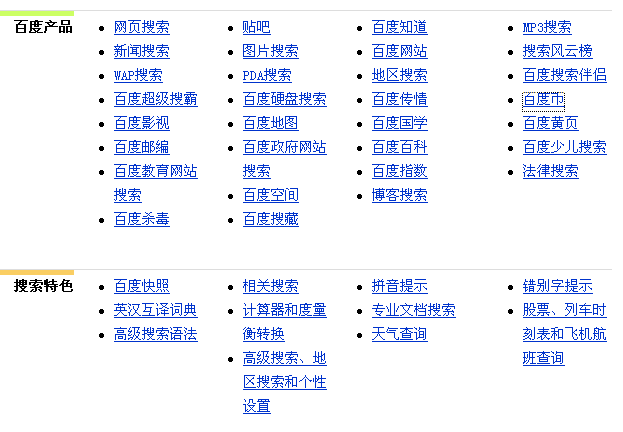 百度产品
网页搜索 贴吧 百度知道 MP3搜索
新闻搜索 图片搜索 百度网站 搜索风云榜
WAP搜索 PDA搜索 地区搜索 百度搜索伴侣
百度超级搜霸 百度硬盘搜索 百度传情 百度币
百度影视 百度地图 百度国学 百度黄页
百度邮编 百度政府网站 百度百科 百度少儿搜索
百度教育网站 搜索 百度指数 法律搜索
搜索 百度空间 博客搜索
百度杀毒 百度搜藏
搜索特色
百度快照 相关搜索 拼音提示 错别字提示
英汉互译词典 计算器和度量 专业文档搜索 股票、列车时
高级搜索语法 衡转换 天气查询 刻表和飞机航
高级搜索、地 班查询
区搜索和个性
设置